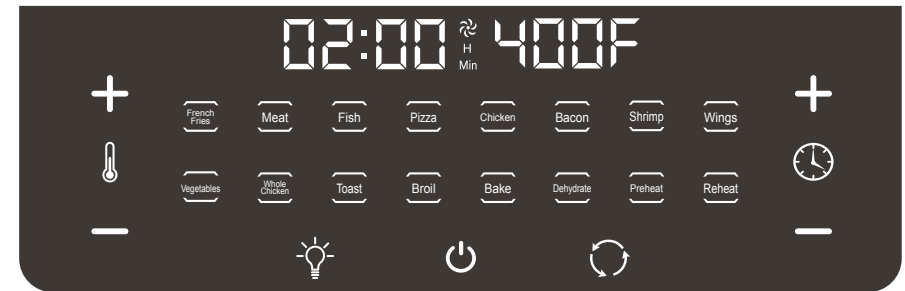 02:00 H Min 400F
French Fries Meat Fish Pizza Chicken Bacon Shrimp Wings
Vegetables Whole Chicken Toast Broil Bake Dehydrate Preheat Reheat